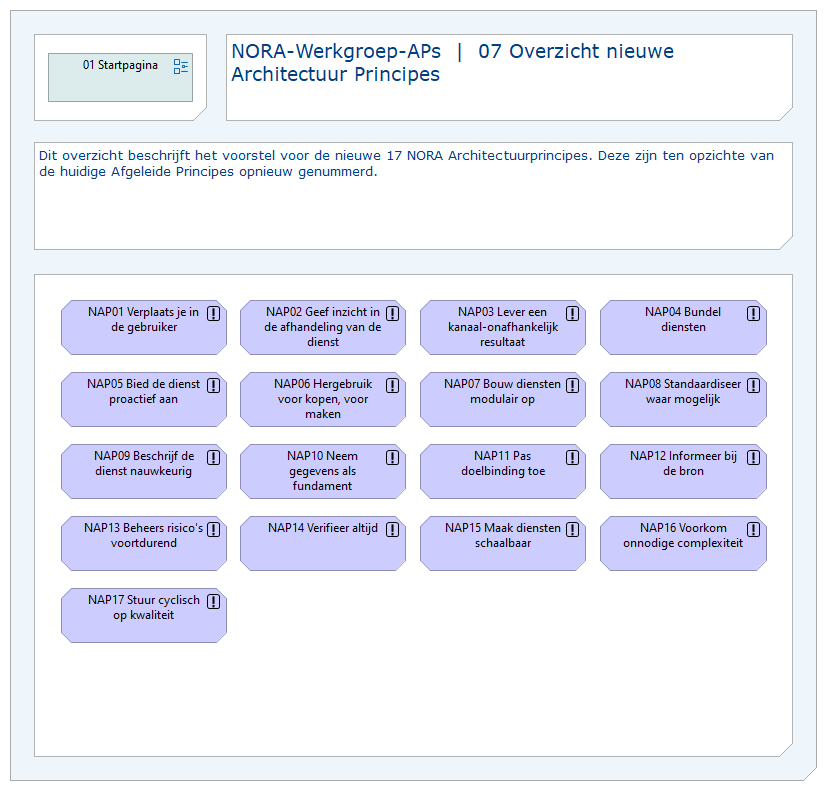 01 Startpagina
NORA-Werkgroep-APs | 07 Overzicht nieuwe
Architectuur Principes
Dit overzicht beschrijft het voorstel voor de nieuwe 17 NORA Architectuurprincipes. Deze zijn ten opzichte van
de huidige Afgeleide Principes opnieuw genummerd.
NAP01 Verplaats je in
de gebruiker
NAP02 Geef inzicht in
de afhandeling van de
dienst
NAP03 Lever een
kanaal-onafhankelijk
resultaat
NAP04 Bundel
diensten
NAP05 Bied de dienst
proactief aan
NAP06 Hergebruik
voor kopen, voor
maken
NAP07 Bouw diensten
modulair op
NAP08 Standaardiseer
waar mogelijk
NAP09 Beschrijf de
dienst nauwkeurig
NAP10 Neem
gegevens als
fundament
NAP11 Pas
doelbinding toe
NAP12 Informeer bij
de bron
NAP13 Beheers risico's
voortdurend
NAP14 Verifieer altijd
NAP15 Maak diensten
schaalbaar
NAP16 Voorkom
onnodige complexiteit
NAP17 Stuur cyclisch
op kwaliteit